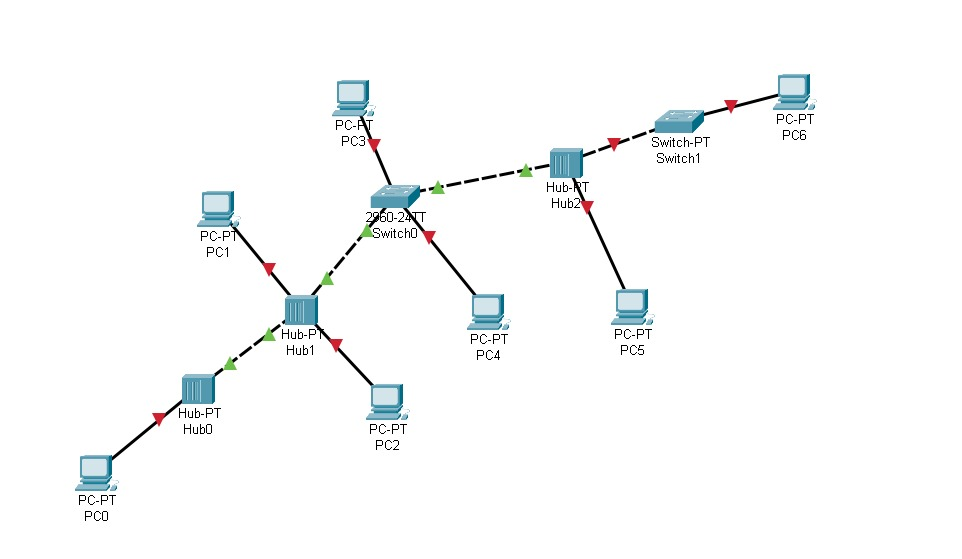 PC-PT
PC6
PC-PT
PC3
Switch-PT
Switch1
Hub-PT
Hub2
2960-24TT
Switch0
PC-PT
PC1
Hub-PT
Hub1
PC-PT
PC4
PC-PT
PC5
Hub-PT
Hub0
PC-PT
PC2
PC-PT
PC0